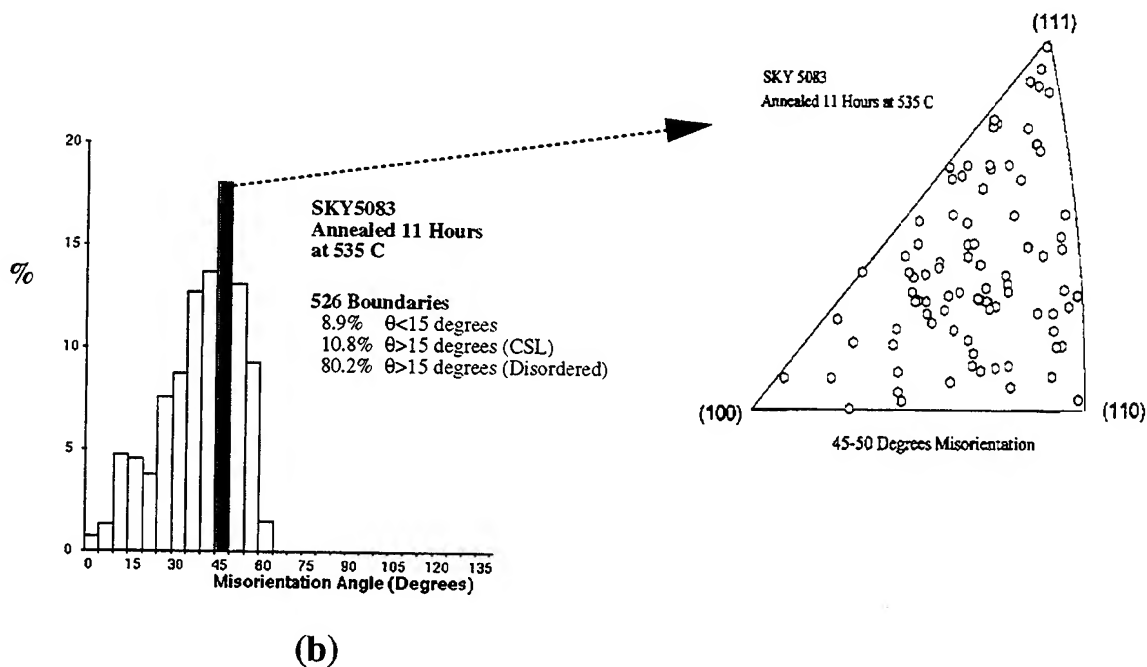 (111)
SKY 5083
Annealed 11 Hours at 535 C
20
15
10
5
0
%
SKY5083
Annealed 11 Hours
at 535 C
526 Boundaries
8.9% θ<15 degrees
10.8% θ>15 degrees (CSL)
80.2% θ>15 degrees (Disordered)
(100)
(110)
45-50 Degrees Misorientation
0 15 30 45 60 75 90 105 120 135
Misorientation Angle (Degrees)
(b)